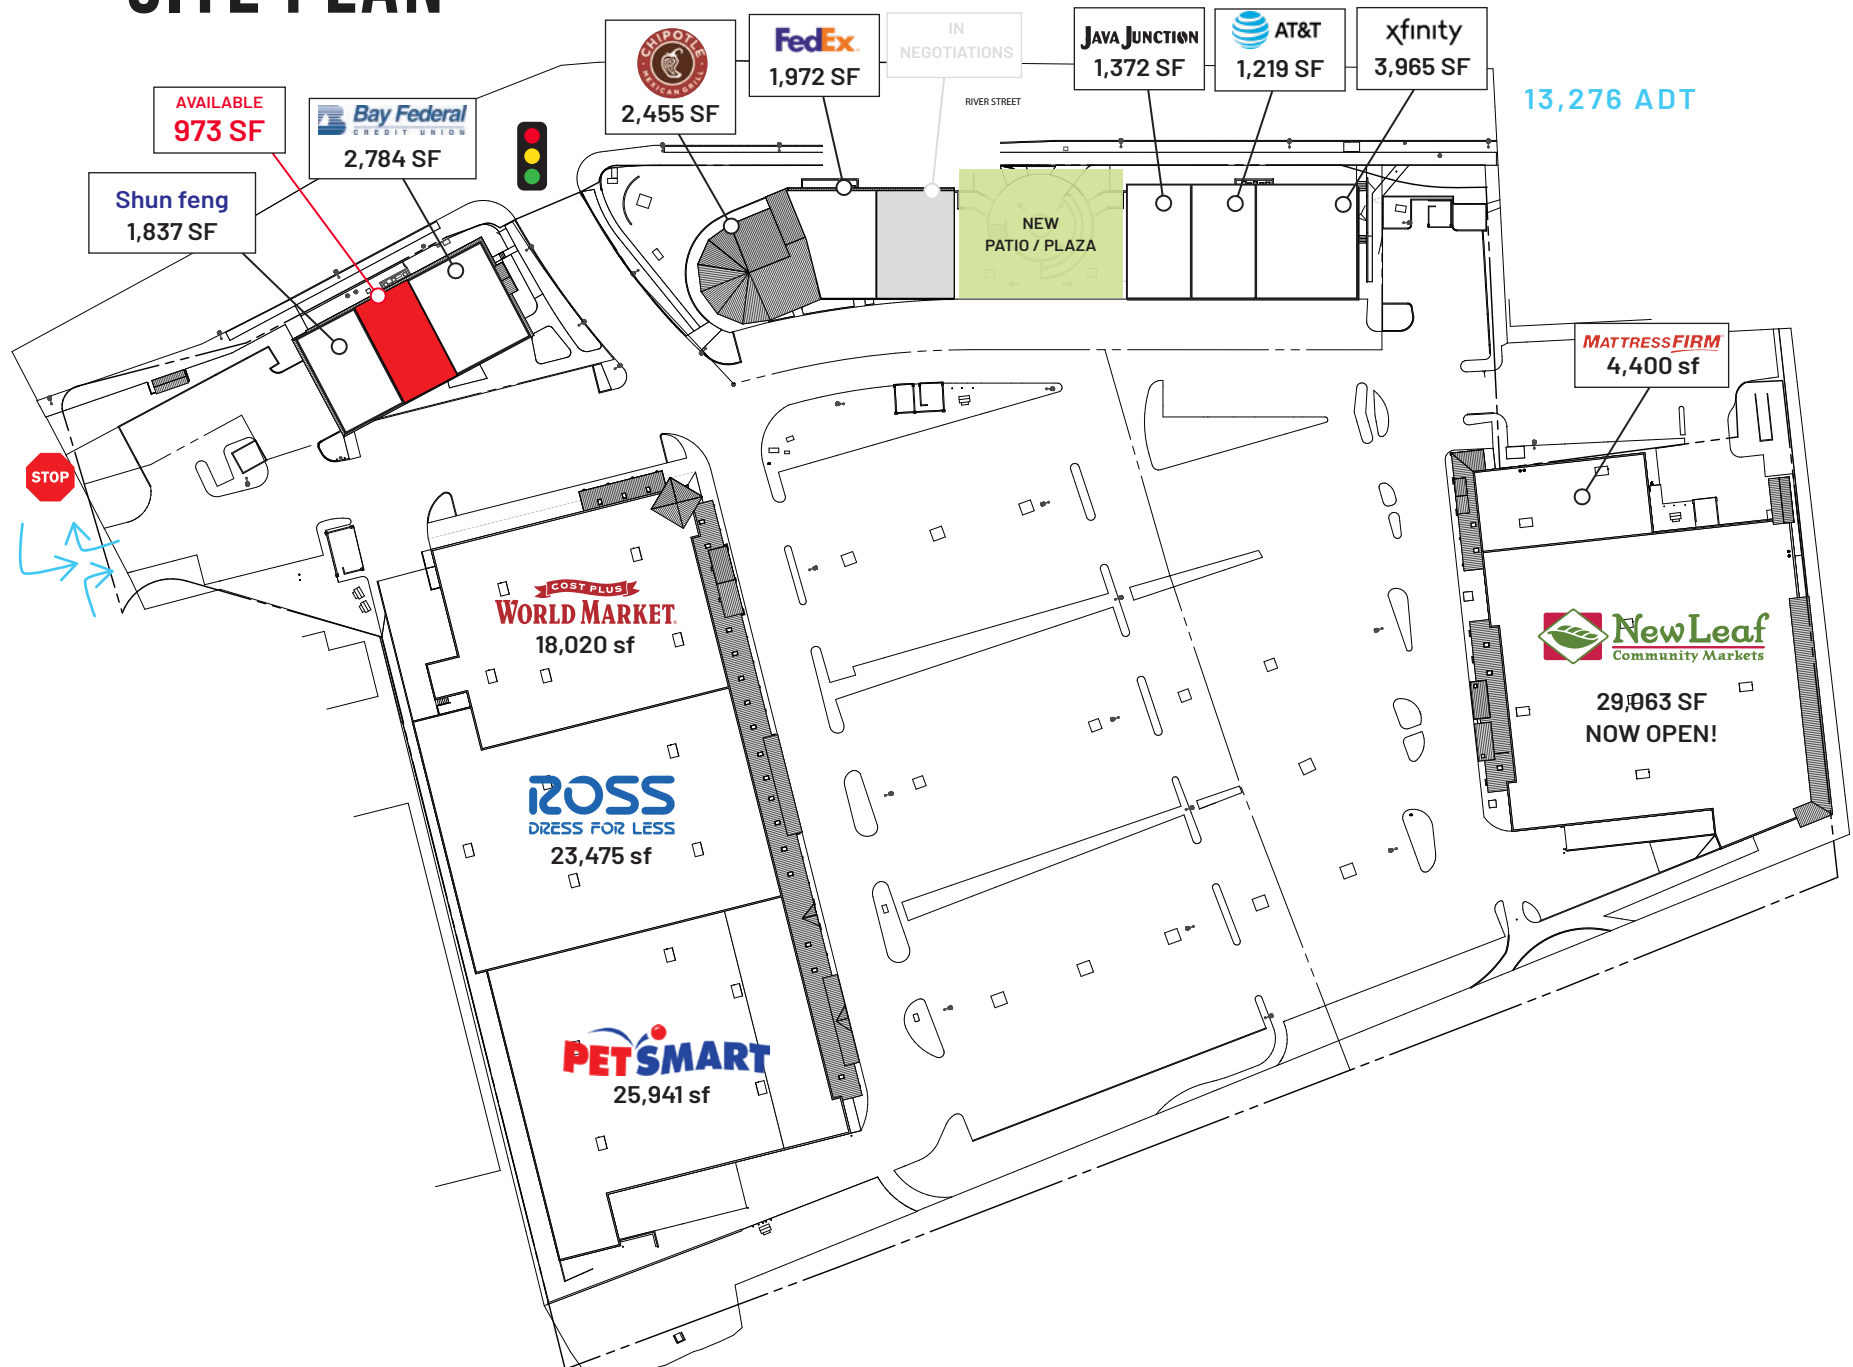 SITE PLAN
AVAILABLE
973 SF
Shun feng
1,837 SF
Bay Federal
CREDIT UNION
2,784 SF
CHIPOTLE
MEXICAN GRILL
2,455 SF
FedEx
1,972 SF
IN
NEGOTIATIONS
RIVER STREET
JAVA JUNCTION
1,372 SF
AT&T
1,219 SF
xfinity
3,965 SF
13,276 ADT
NEW
PATIO / PLAZA
MATTRESSFIRM
4,400 sf
STOP
COST PLUS
WORLD MARKET.
18,020 sf
NewLeaf
Community Markets
29,063 SF
NOW OPEN!
ROSS
DRESS FOR LESS
23,475 sf
PETSMART
25,941 sf